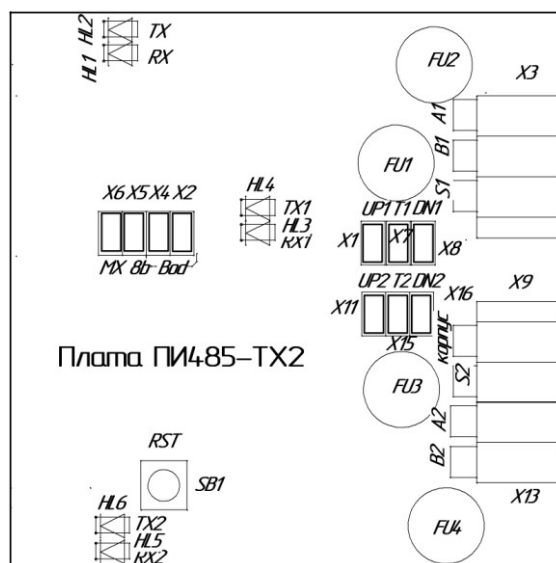 HL2 TX
HL1 RX
FU2
X3
A1
B1
FU1
S1
X6 X5 X4 X2
HL4
TX1
HL3
RX1
UP1 T1 DN1
X1 X7 X8
MX 8b Bod
UP2 T2 DN2
X11 X16 X9
X15
корпус
Плата ПИ485-TX2
S2
FU3
A2
RST
B2
SB1
X13
HL6
TX2
HL5
RX2
FU4